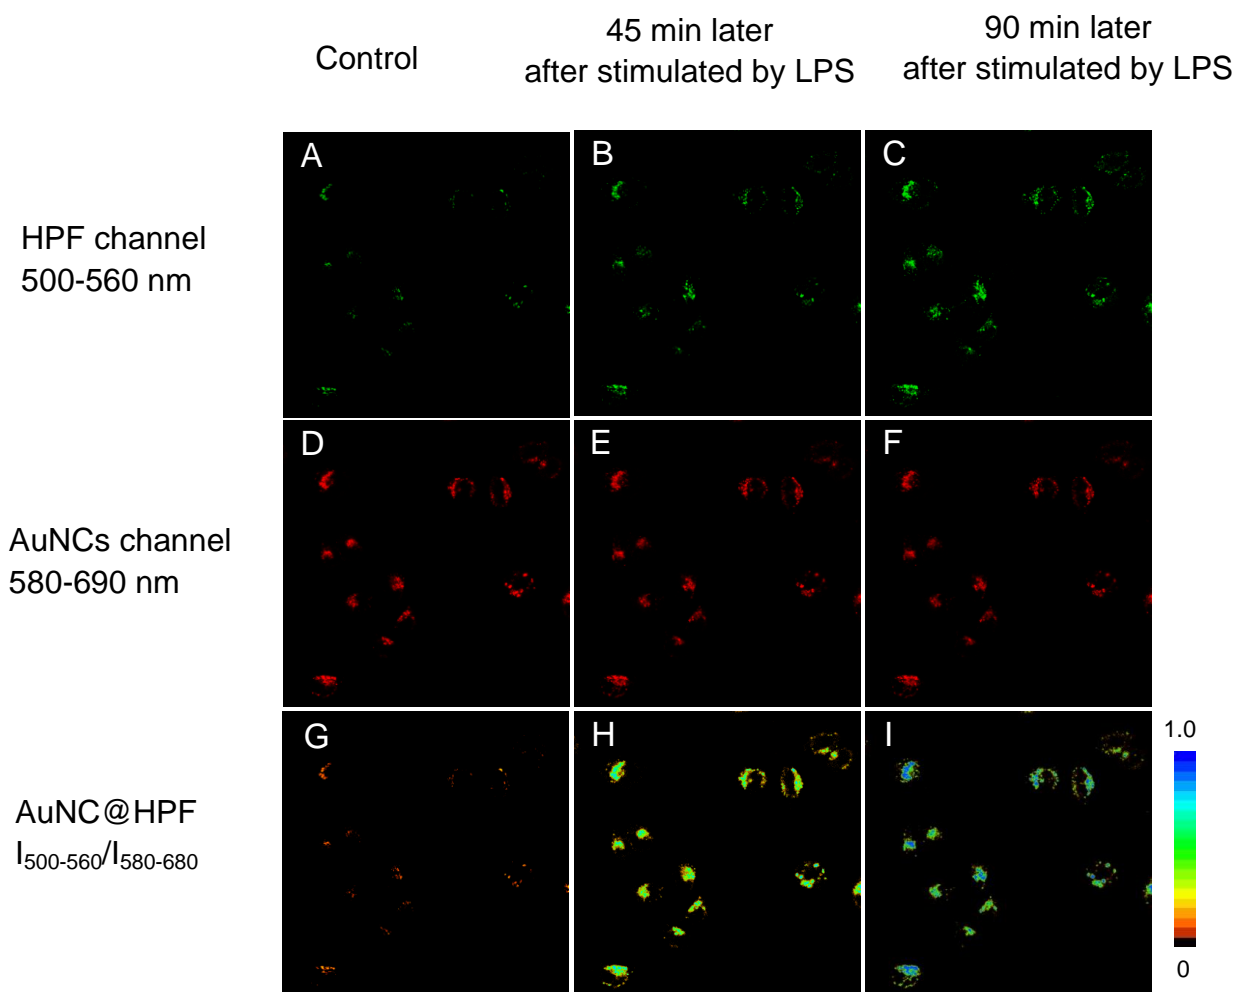 Control
45 min later
after stimulated by LPS
90 min later
after stimulated by LPS
HPF channel
500-560 nm
A
B
C
AuNCs channel
580-690 nm
D
E
F
AuNC@HPF
I500-560/I580-680
G
H
I
1.0
0